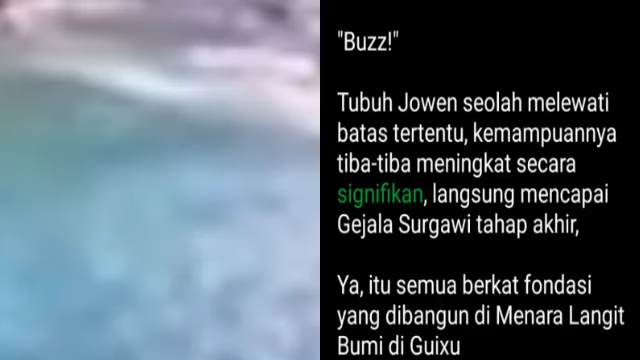 "Buzz!"
Tubuh Jowen seolah melewati
batas tertentu, kemampuannya
tiba-tiba meningkat secara
signifikan, langsung mencapai
Gejala Surgawi tahap akhir,
Ya, itu semua berkat fondasi
yang dibangun di Menara Langit
Bumi di Guixu